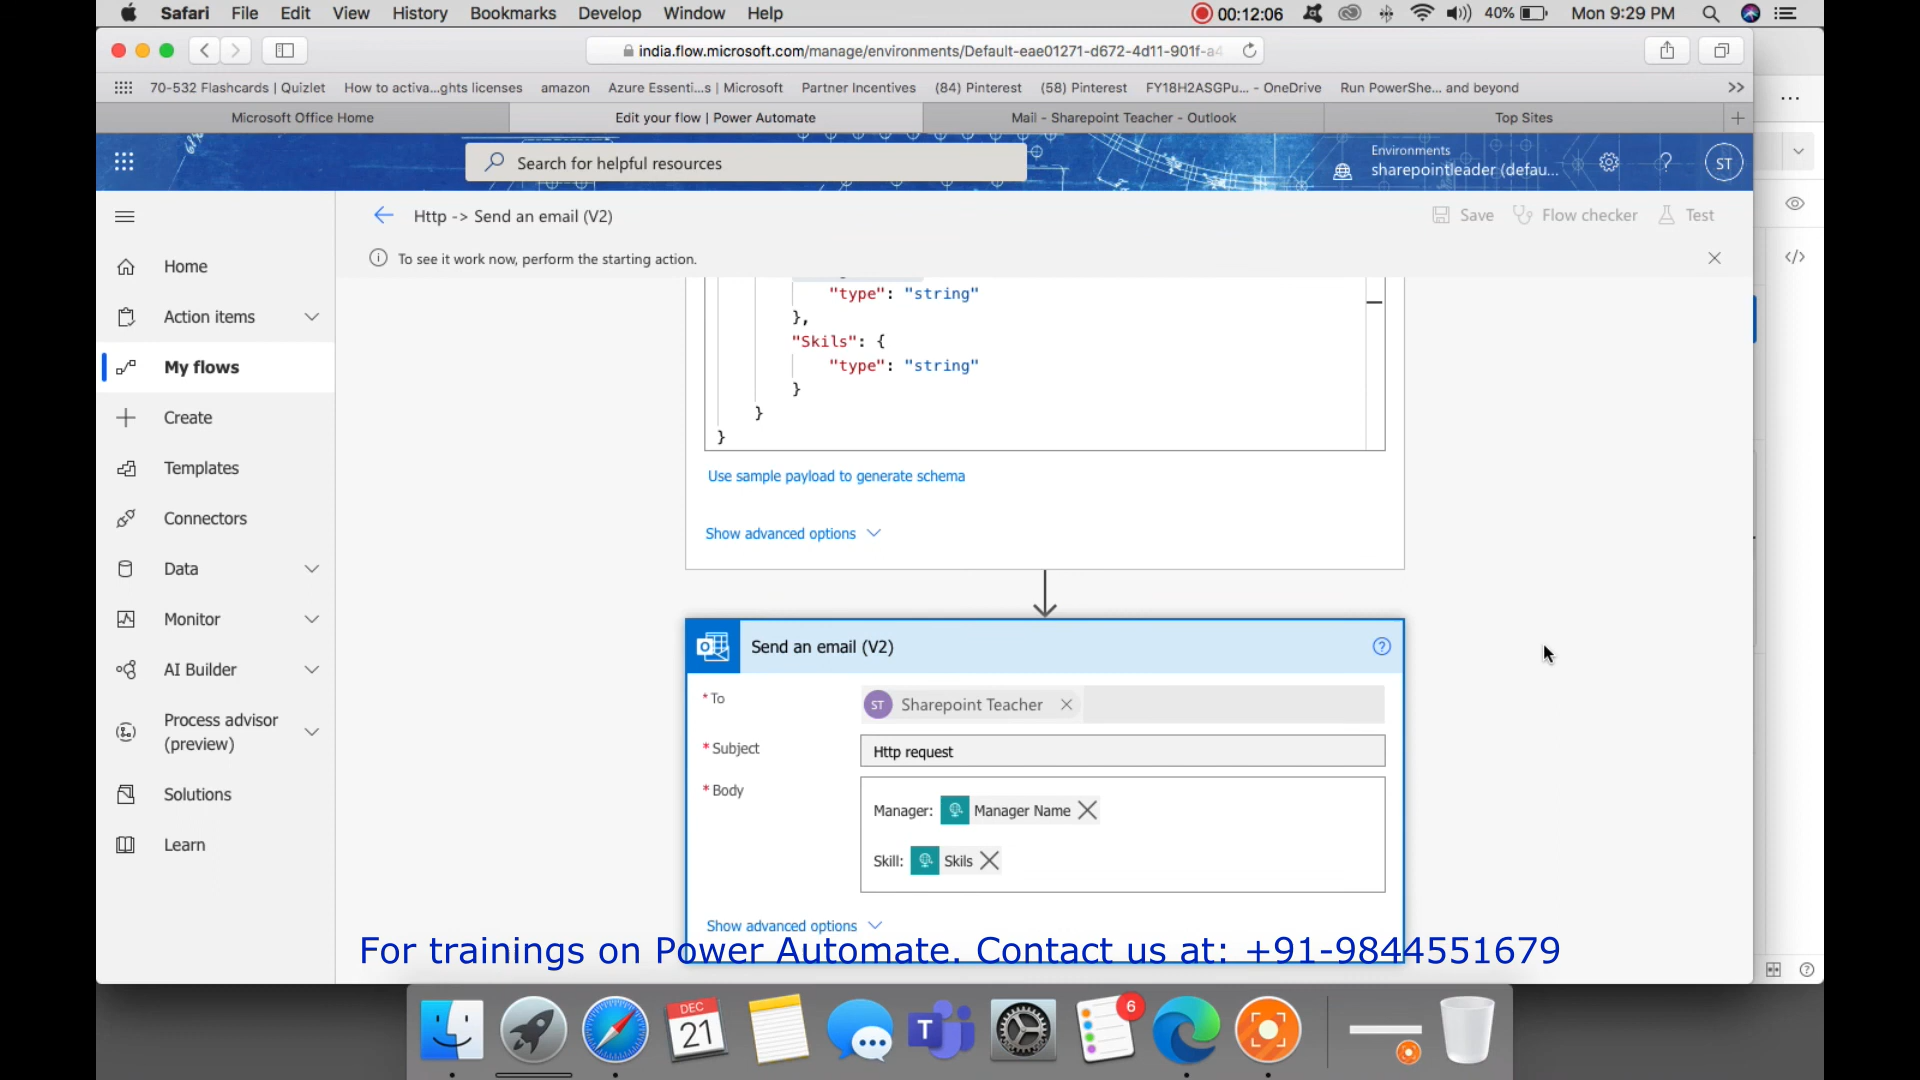 Safari File Edit View History Bookmarks Develop Window Help 00:12:06 40% Mon 9:29 PM
india.flow.microsoft.com/manage/environments/Default-eae01271-d672-4d11-901f-a4
70-532 Flashcards | Quizlet How to activa...ghts licenses amazon Azure Essenti...s | Microsoft Partner Incentives (84) Pinterest (58) Pinterest FY18H2ASGPu... - OneDrive Run PowerShe... and beyond >>
Microsoft Office Home Edit your flow | Power Automate Mail - Sharepoint Teacher - Outlook Top Sites +
Search for helpful resources
Environments
sharepointleader (defau...
? ST
Http -> Send an email (V2) Save Flow checker Test
To see it work now, perform the starting action.
Home
Action items
My flows
Create
Templates
Connectors
Data
Monitor
AI Builder
Process advisor
(preview)
Solutions
Learn
"type": "string"
},
"Skils": {
"type": "string"
}
}
}
Use sample payload to generate schema
Show advanced options
Send an email (V2) ?
* To ST Sharepoint Teacher
* Subject Http request
* Body
Manager: Manager Name
Skill: Skils
Show advanced options
For trainings on Power Automate. Contact us at: +91-9844551679
DEC
21
T
6